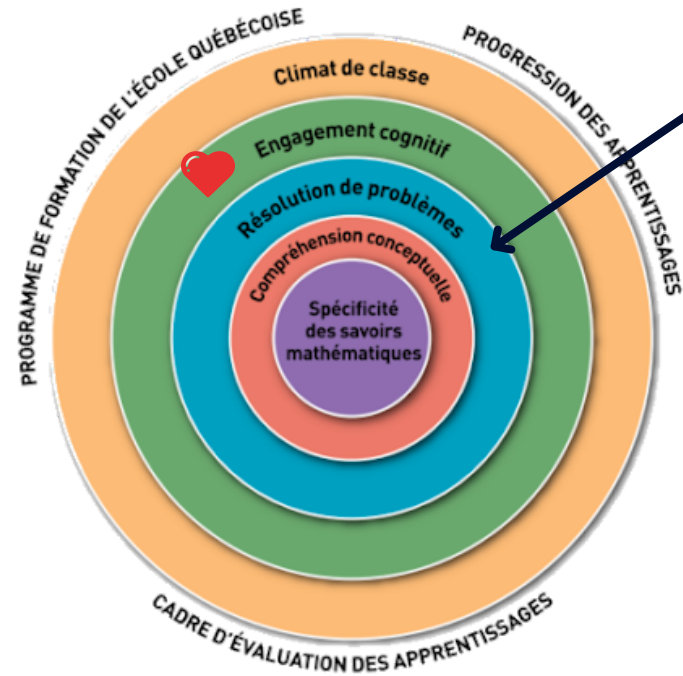 PROGRAMME DE FORMATION DE L'ÉCOLE QUÉBÉCOISE
PROGRESSION DES APPRENTISSAGES
Climat de classe
Engagement cognitif
Résolution de problèmes
Compréhension conceptuelle
Spécificité
des savoirs
mathématiques
CADRE D'ÉVALUATION DES APPRENTISSAGES